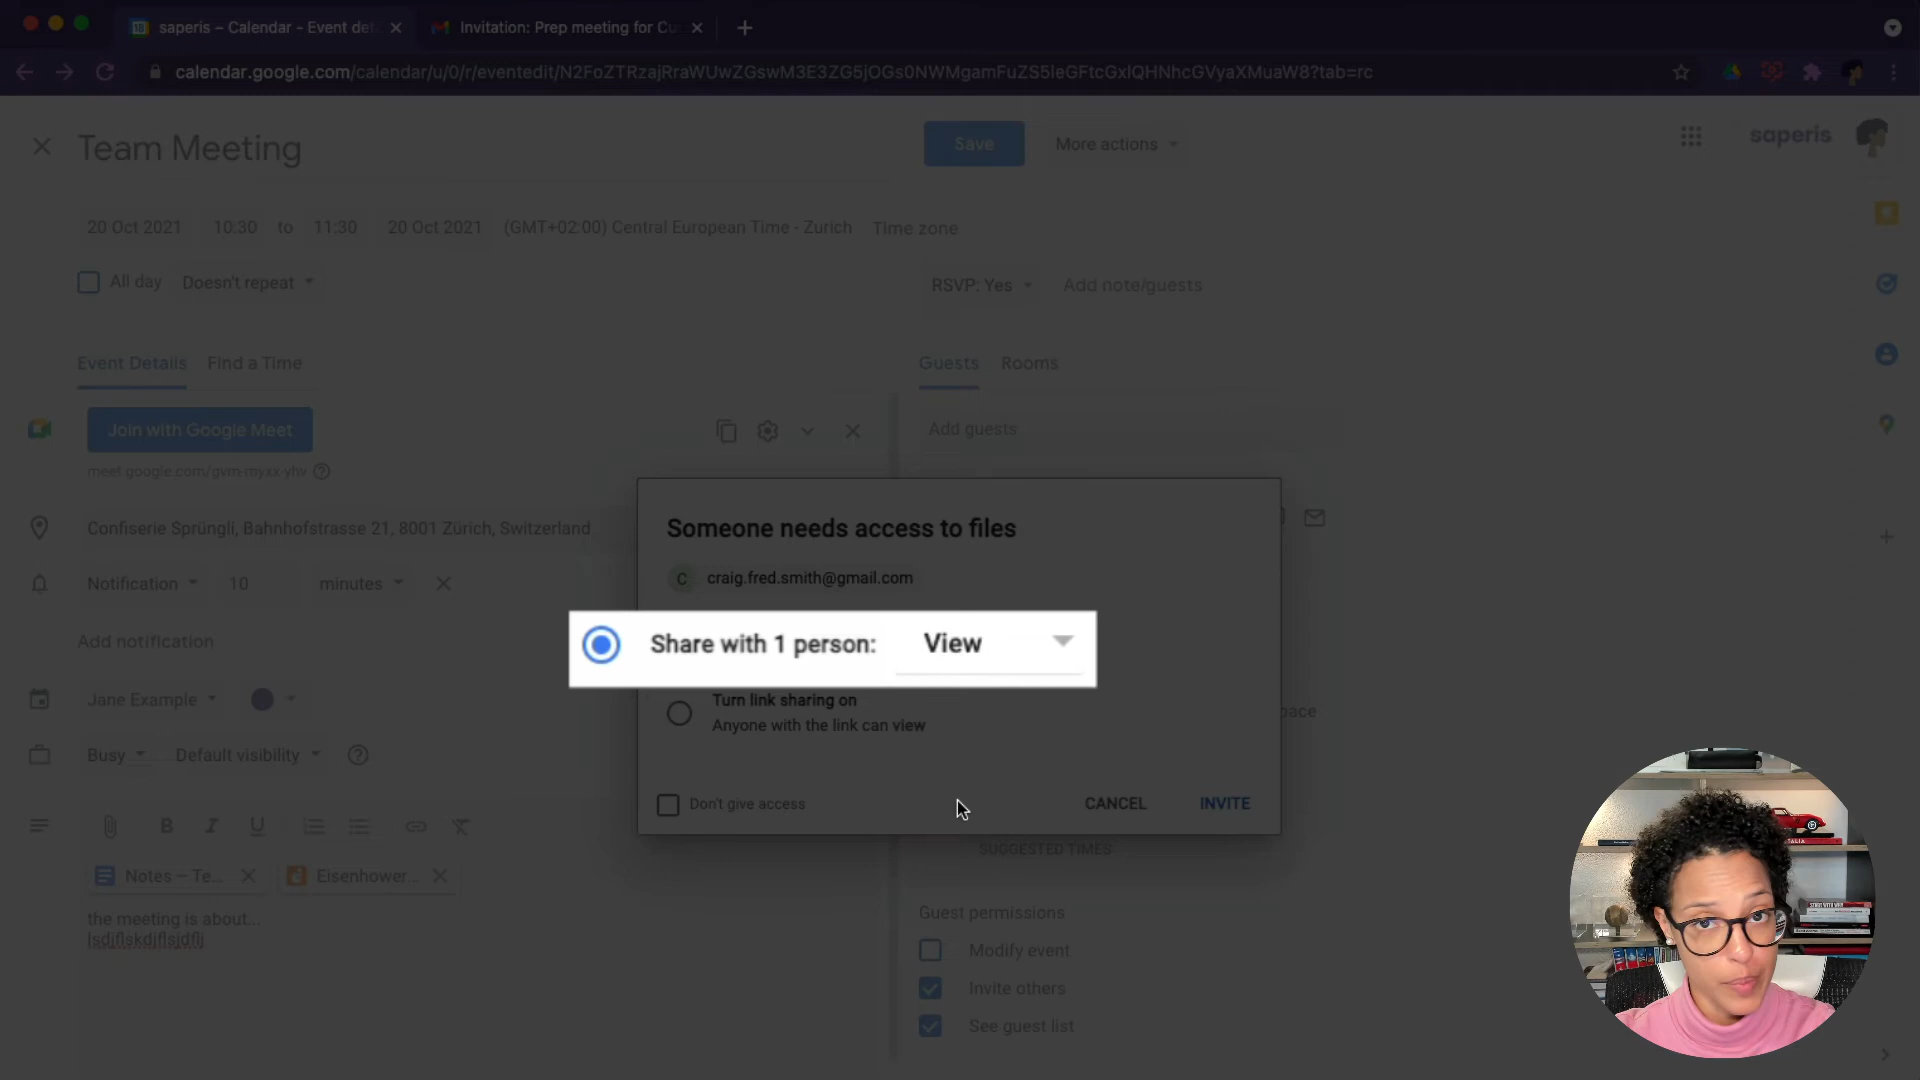 saperis – Calendar - Event det
Invitation: Prep meeting for Cu
calendar.google.com/calendar/u/0/r/eventedit/N2FoZTRzajRraWUwZGswM3E3ZG5jOGs0NWMgamFuZS5leGFtcGxlQHNhcGVyaXMuaW8?tab=rc
Team Meeting
Save
More actions
saperis
20 Oct 2021 10:30 to 11:30 20 Oct 2021 (GMT+02:00) Central European Time - Zurich Time zone
All day Doesn't repeat
RSVP: Yes Add note/guests
Event Details Find a Time
Guests Rooms
Join with Google Meet
Add guests
meet.google.com/gvm-myxx-yhv
Confiserie Sprüngli, Bahnhofstrasse 21, 8001 Zürich, Switzerland
Notification 10 minutes
Add notification
Jane Example
Busy Default visibility
B I U
Notes – Te... Eisenhower...
the meeting is about...
lsdjflskdjflsjdflj
Someone needs access to files
C craig.fred.smith@gmail.com
Share with 1 person: View
Turn link sharing on
Anyone with the link can view
Don't give access
CANCEL INVITE
SUGGESTED TIMES
Guest permissions
Modify event
Invite others
See guest list